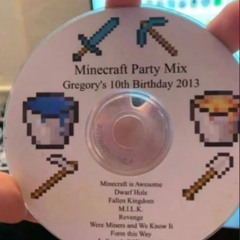 Minecraft Party Mix
Gregory's 10th Birthday 2013
Minecraft is Awesome
Dwarf Hole
Fallen Kingdom
M.I.L.K.
Revenge
Were Miners and We Know It
Form this Way